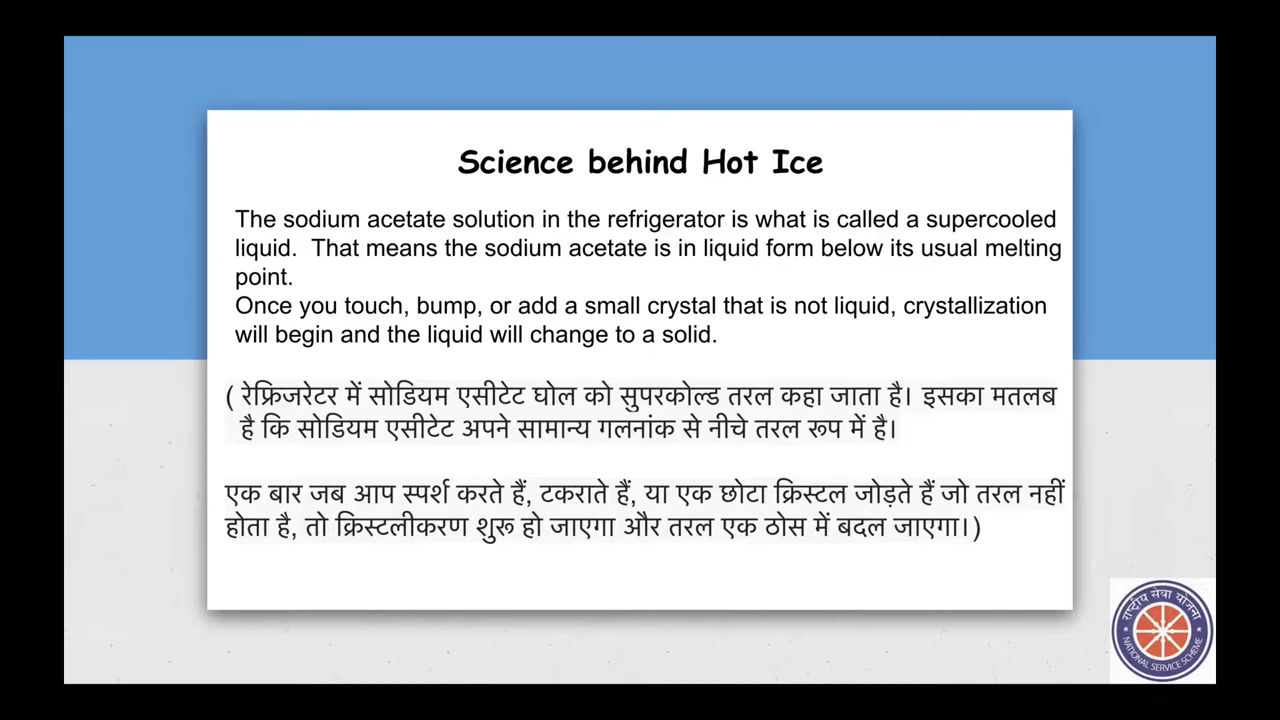 Science behind Hot Ice
The sodium acetate solution in the refrigerator is what is called a supercooled
liquid.  That means the sodium acetate is in liquid form below its usual melting
point.
Once you touch, bump, or add a small crystal that is not liquid, crystallization
will begin and the liquid will change to a solid.
( रेफ्रिजरेटर में सोडियम एसीटेट घोल को सुपरकोल्ड तरल कहा जाता है। इसका मतलब
है कि सोडियम एसीटेट अपने सामान्य गलनांक से नीचे तरल रूप में है।
एक बार जब आप स्पर्श करते हैं, टकराते हैं, या एक छोटा क्रिस्टल जोड़ते हैं जो तरल नहीं
होता है, तो क्रिस्टलीकरण शुरू हो जाएगा और तरल एक ठोस में बदल जाएगा।)
राष्ट्रीय सेवा योजना
NATIONAL SERVICE SCHEME